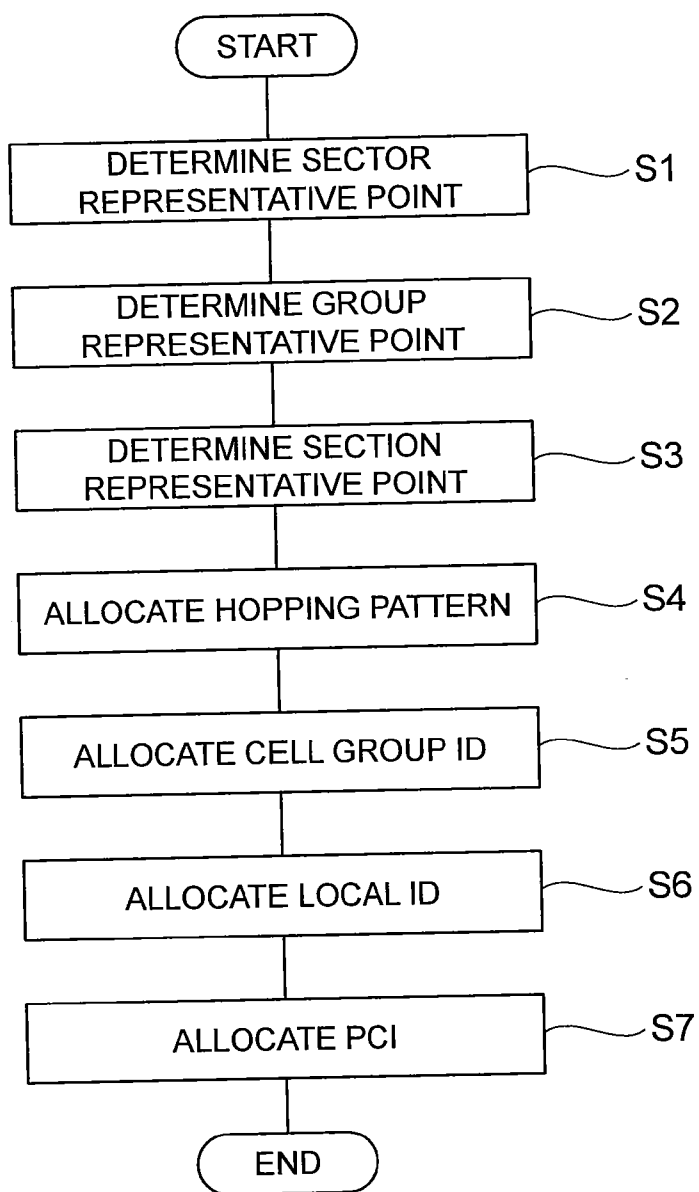 START
DETERMINE SECTOR
REPRESENTATIVE POINT
S1
DETERMINE GROUP
REPRESENTATIVE POINT
S2
DETERMINE SECTION
REPRESENTATIVE POINT
S3
ALLOCATE HOPPING PATTERN
S4
ALLOCATE CELL GROUP ID
S5
ALLOCATE LOCAL ID
S6
ALLOCATE PCI
S7
END